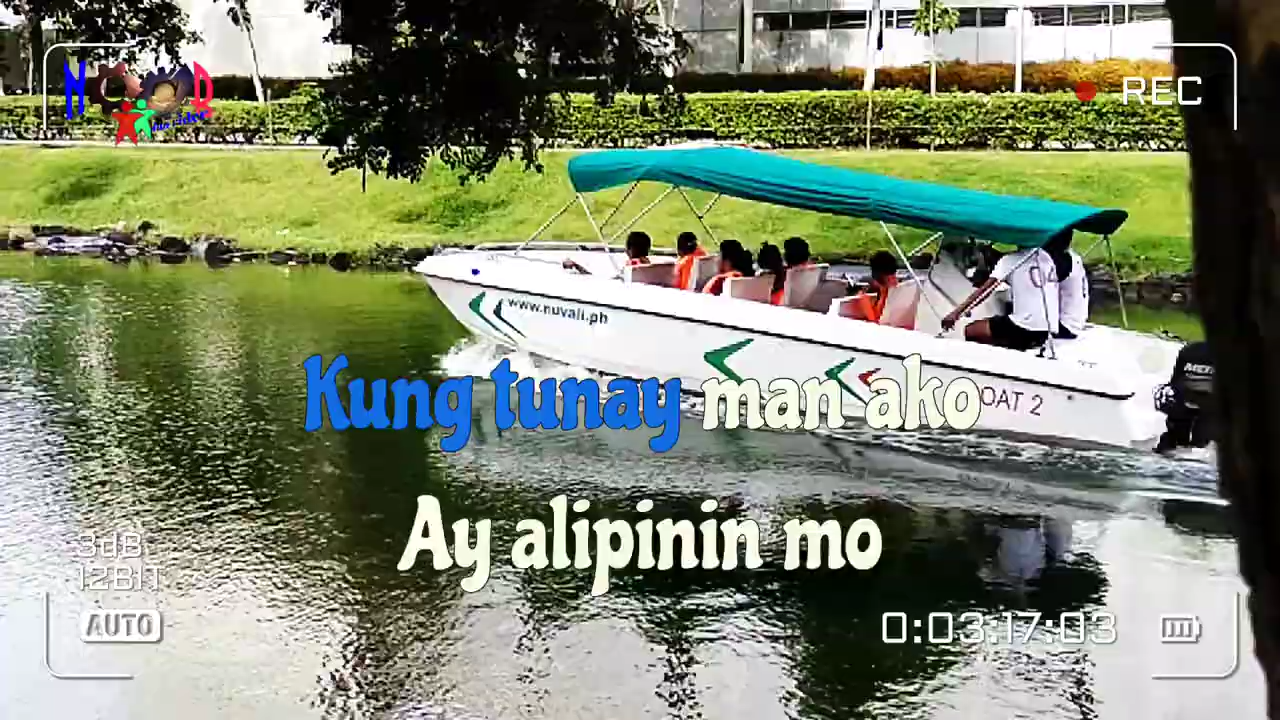 REC
www.nuvali.ph
Kung tunay man ako
OAT 2
Ay alipinin mo
3dB
12BIT
AUTO
0:03:17:03